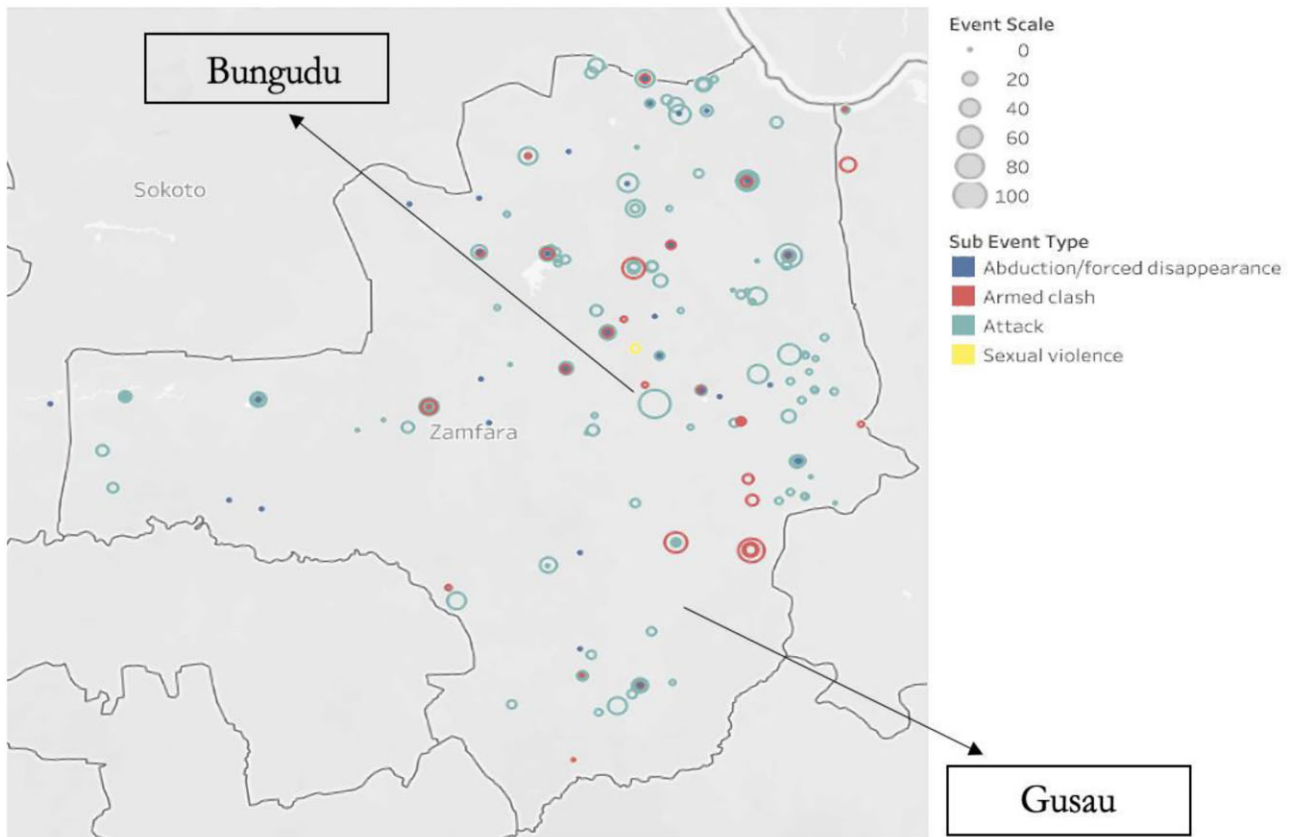 Bungudu
Sokoto
Zamfara
Gusau
Event Scale
0
20
40
60
80
100
Sub Event Type
Abduction/forced disappearance
Armed clash
Attack
Sexual violence